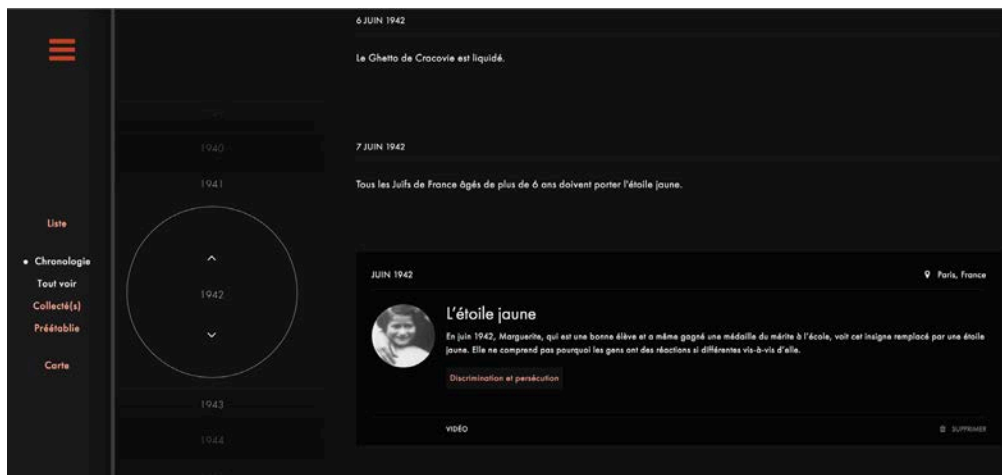 Liste
Chronologie
Tout voir
Collecté(s)
Préétablie
Carte
1940
1941
1942
1943
1944
6 JUIN 1942
Le Ghetto de Cracovie est liquidé.
7 JUIN 1942
Tous les Juifs de France âgés de plus de 6 ans doivent porter l'étoile jaune.
JUIN 1942
Paris, France
L'étoile jaune
En juin 1942, Marguerite, qui est une bonne élève et a même gagné une médaille du mérite à l'école, voit cet insigne remplacé par une étoile
jaune. Elle ne comprend pas pourquoi les gens ont des réactions si différentes vis-à-vis d'elle.
Discrimination et persécution
VIDÉO
SUPPRIMER